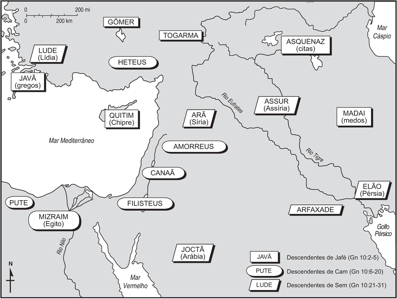 0 200 mi
0 200 km
GÔMER
TOGARMA
Mar
Cáspio
ASQUENAZ
(citas)
LUDE
(Lídia)
HETEUS
JAVÃ
(gregos)
Rio Eufrates
ASSUR
(Assíria)
MADAI
(medos)
QUITIM
(Chipre)
ARÃ
(Síria)
Mar Mediterrâneo
AMORREUS
Rio Tigre
CANAÃ
ELÃO
(Pérsia)
PUTE
FILISTEUS
ARFAXADE
MIZRAIM
(Egito)
Golfo
Pérsico
Rio Nilo
JOCTÃ
(Arábia)
N
Mar
Vermelho
JAVÃ Descendentes de Jafé (Gn 10:2-5)
PUTE Descendentes de Cam (Gn 10:6-20)
LUDE Descendentes de Sem (Gn 10:21-31)